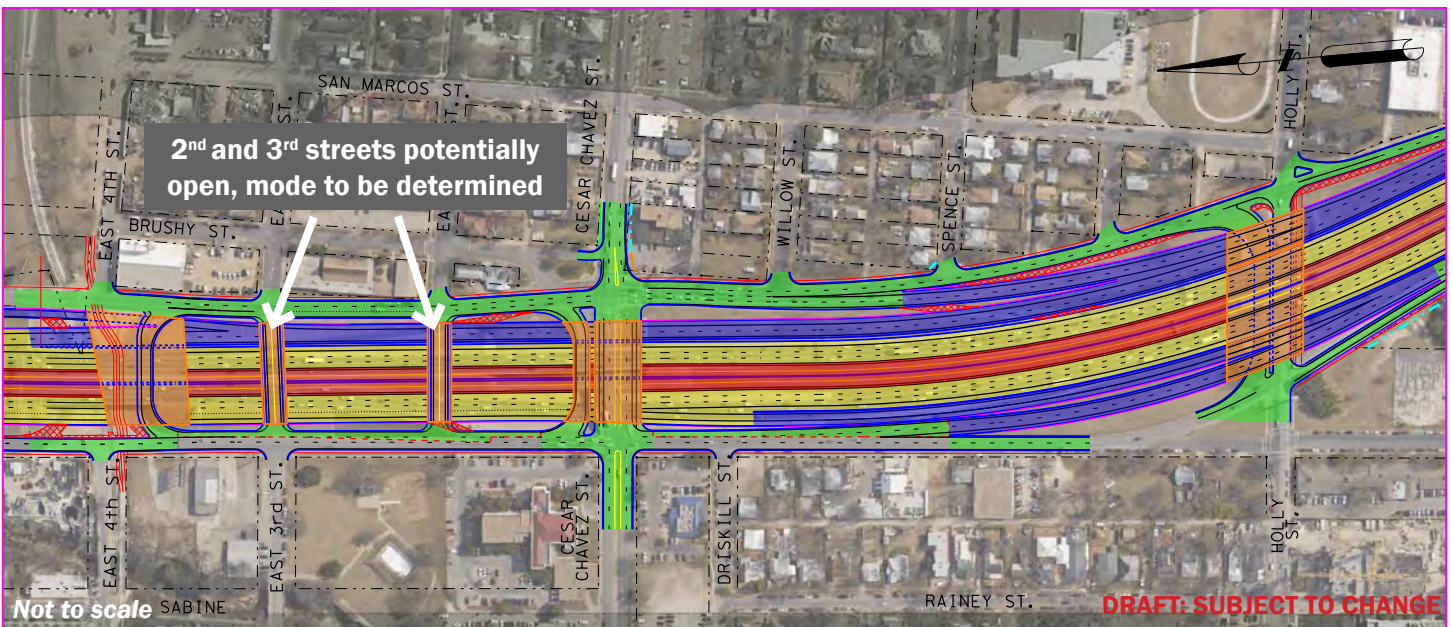 SAN MARCOS ST.
HOLLY ST.
EAST 4TH ST.
ST.
ST.
CESAR CHAVEZ ST.
2nd and 3rd streets potentially
open, mode to be determined
WILLOW ST.
SPENCE ST.
BRUSHY ST.
EAST 4th ST.
EAST 3rd ST.
CESAR
CHAVEZ ST.
DRISKILL ST.
HOLLY
ST.
Not to scale
SABINE
RAINEY ST.
DRAFT: SUBJECT TO CHANGE